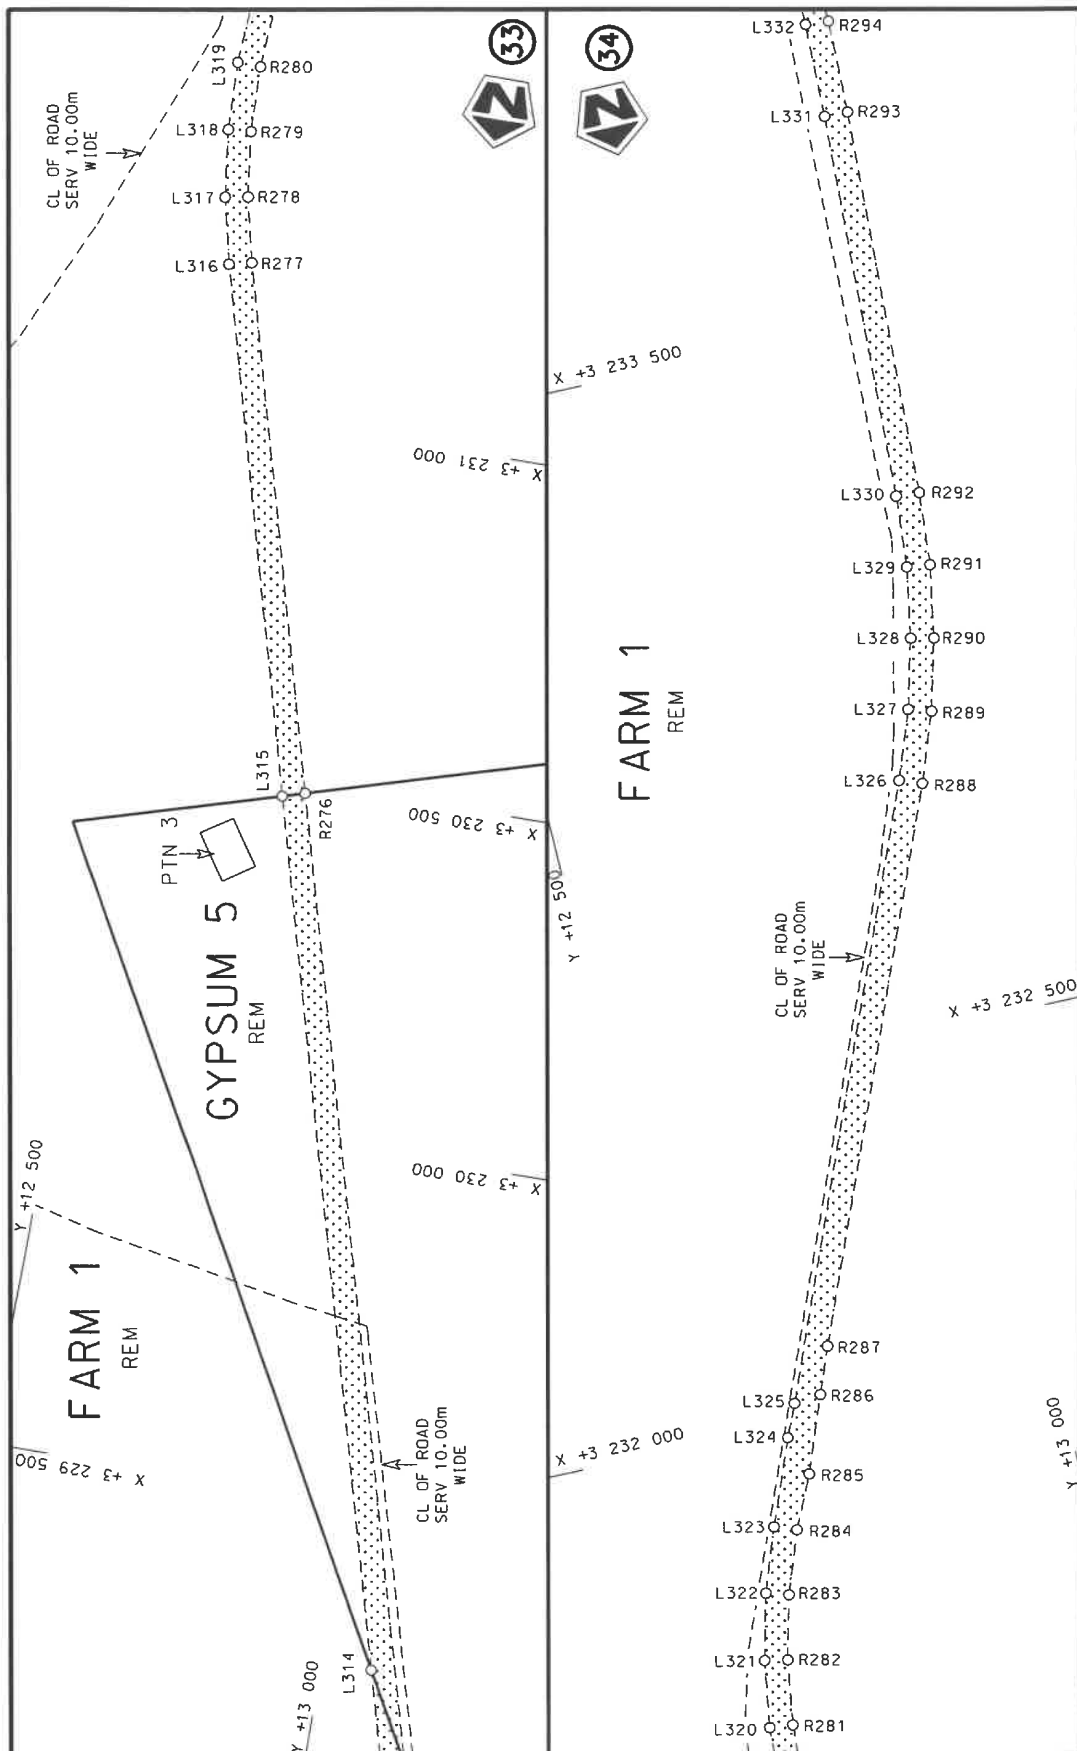 L319
R280
CL OF ROAD
SERV 10.00m
WIDE
L318
R279
L317
R278
L316
R277
33
N
X +3 231 000
L315
R276
PTN 3
X +3 230 500
GYPSUM 5
REM
X +3 230 000
Y +12 500
FARM 1
REM
X +3 229 500
CL OF ROAD
SERV 10.00m
WIDE
L314
Y +13 000
34
N
L332
R294
L331
R293
X +3 233 500
L330
R292
L329
R291
L328
R290
FARM 1
REM
L327
R289
L326
R288
Y +12 500
CL OF ROAD
SERV 10.00m
WIDE
X +3 232 500
R287
L325
R286
L324
X +3 232 000
R285
Y +13 000
L323
R284
L322
R283
L321
R282
L320
R281